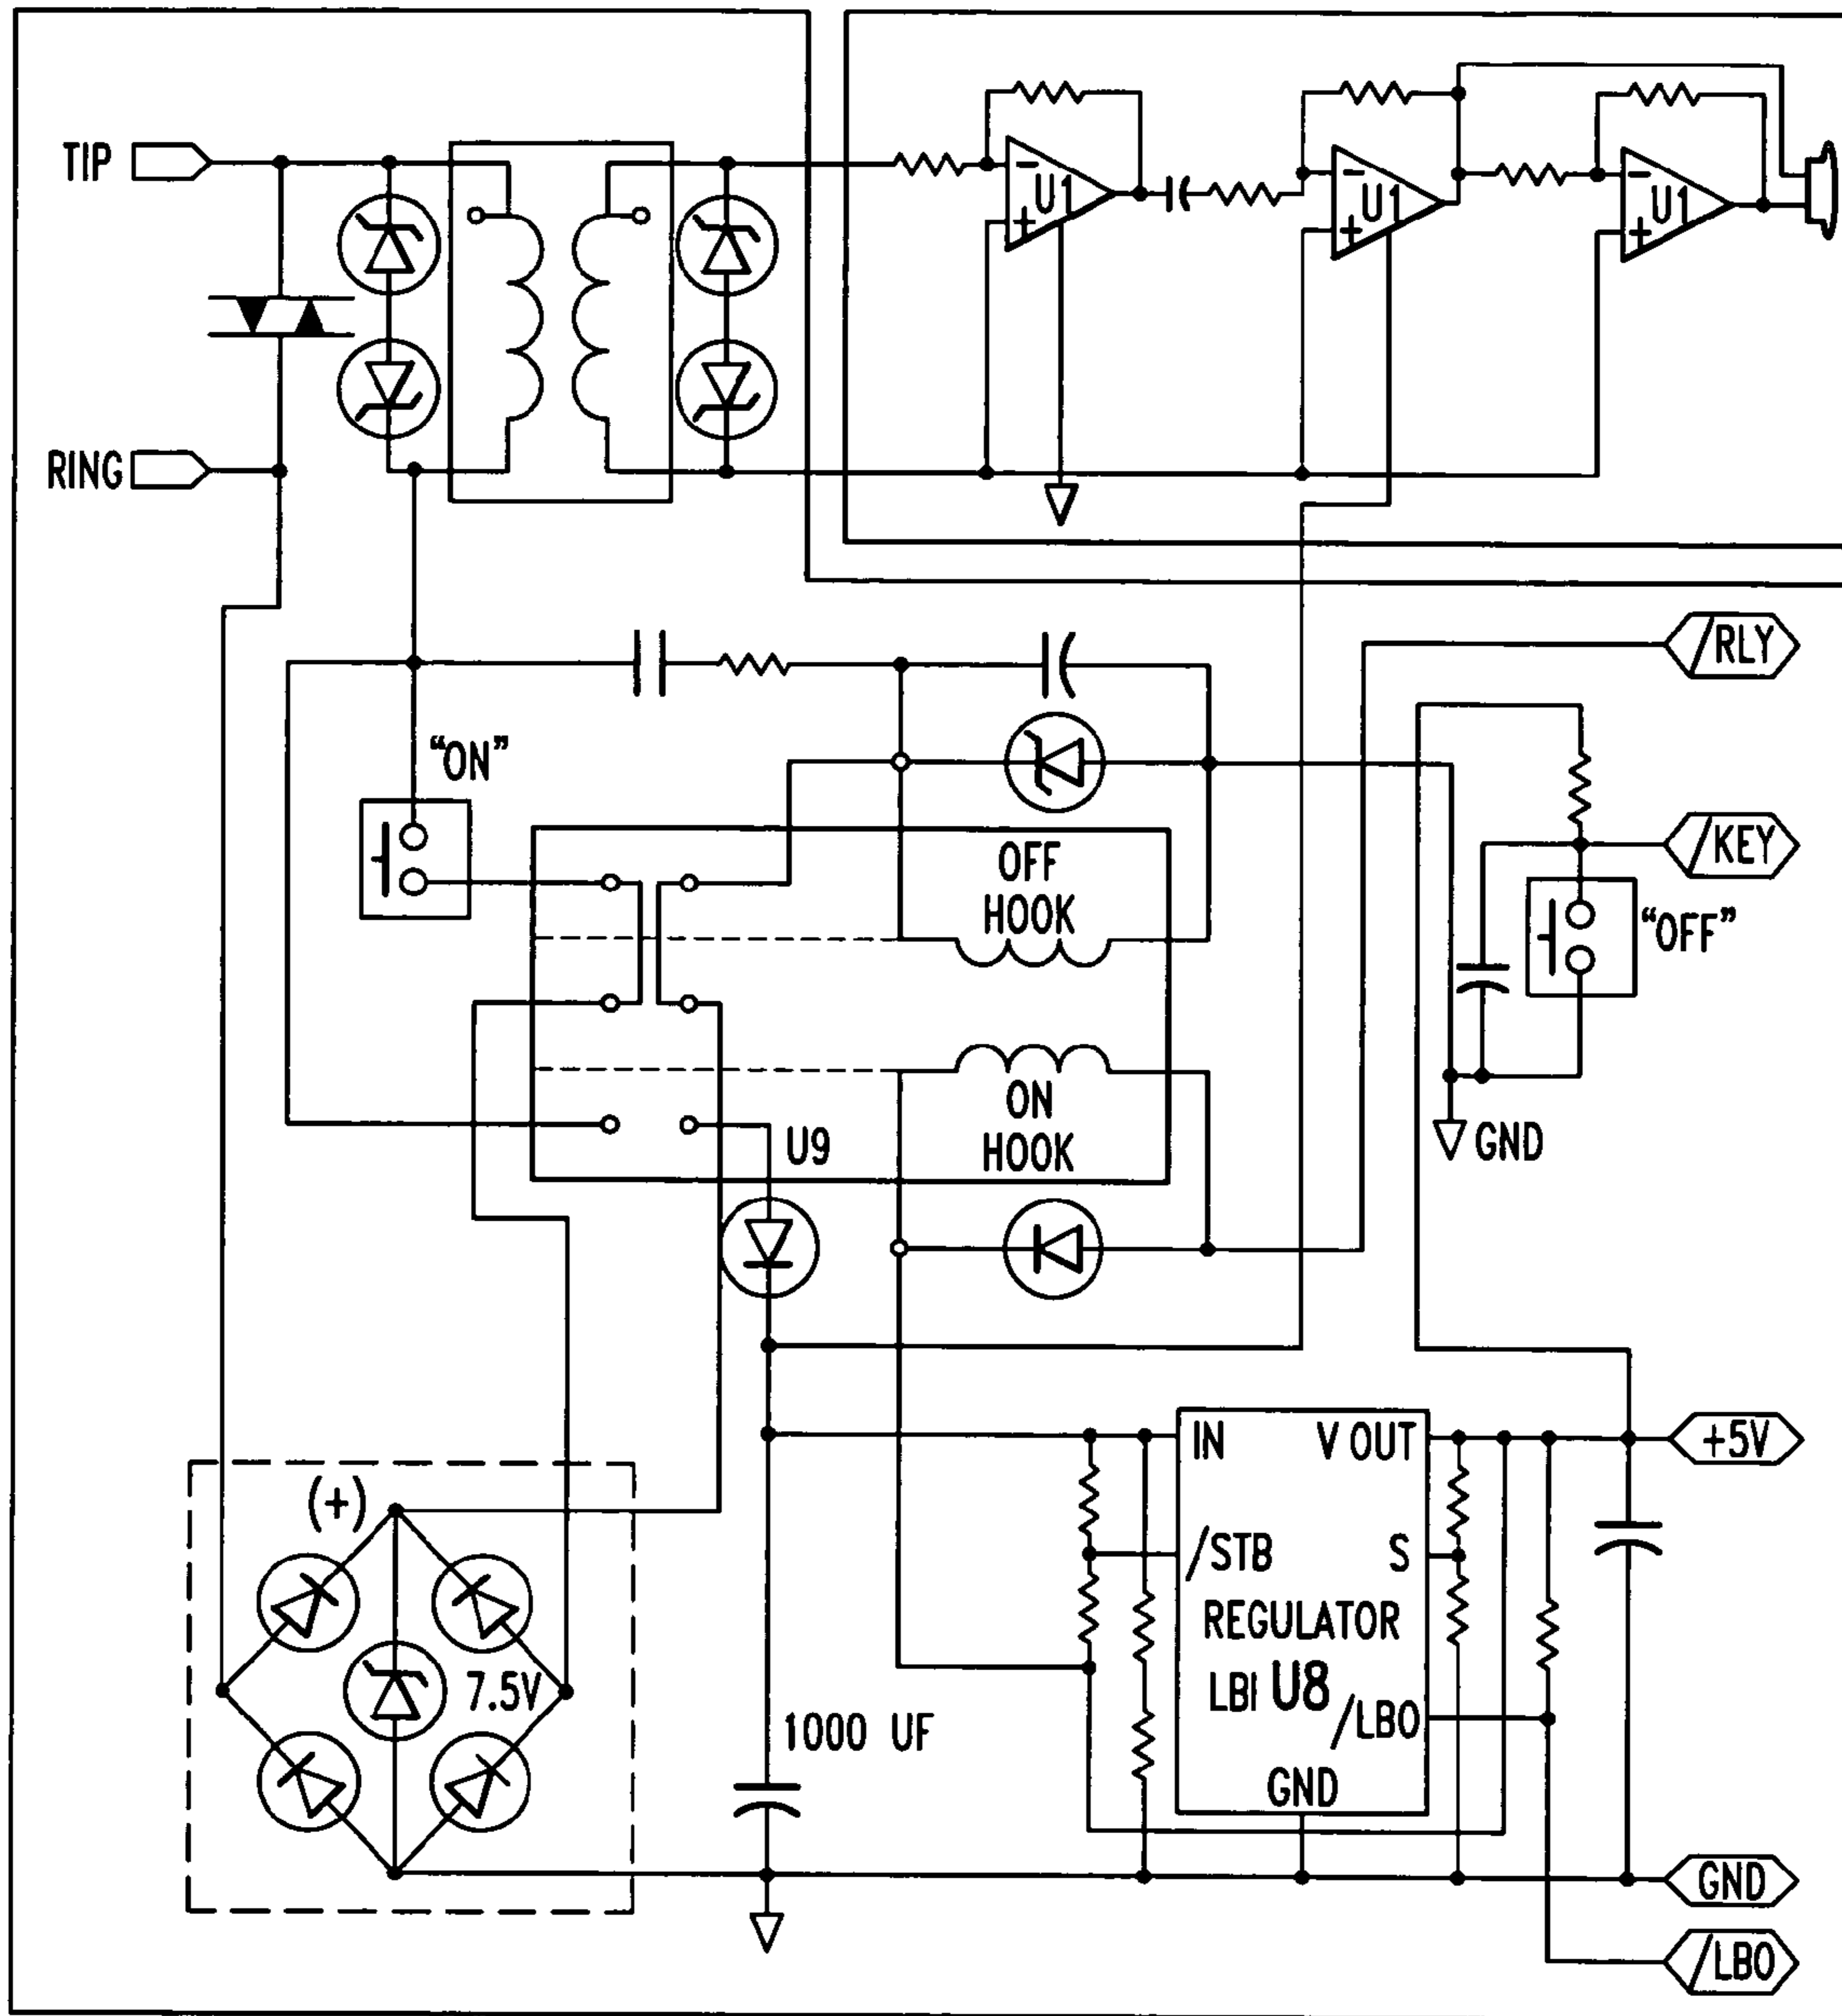 TIP
- - -
U1 U1 U1
+ + +
RING
/RLY
“ON”
/KEY
OFF
HOOK
“OFF”
ON
HOOK
U9
GND
IN V OUT
+5V
(+)
/STB S
REGULATOR
7.5V
LBI U8
/LBO
1000 UF
GND
GND
/LBO